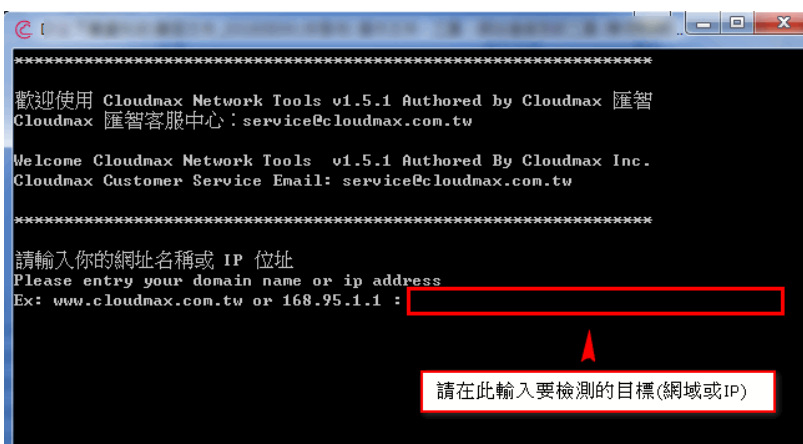 *****************************************************************
歡迎使用 Cloudmax Network Tools v1.5.1 Authored by Cloudmax 匯智
Cloudmax 匯智客服中心：service@cloudmax.com.tw
Welcome Cloudmax Network Tools  v1.5.1 Authored By Cloudmax Inc.
Cloudmax Customer Service Email: service@cloudmax.com.tw
*****************************************************************
請輸入你的網址名稱或 IP 位址
Please entry your domain name or ip address
Ex: www.cloudmax.com.tw or 168.95.1.1 :
請在此輸入要檢測的目標(網域或IP)